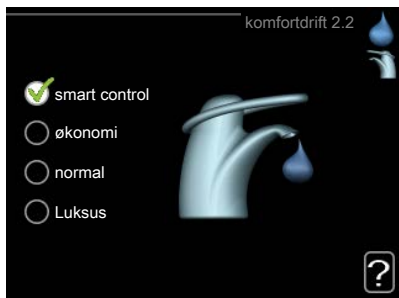 komfortdrift 2.2
smart control
økonomi
normal
Luksus
?